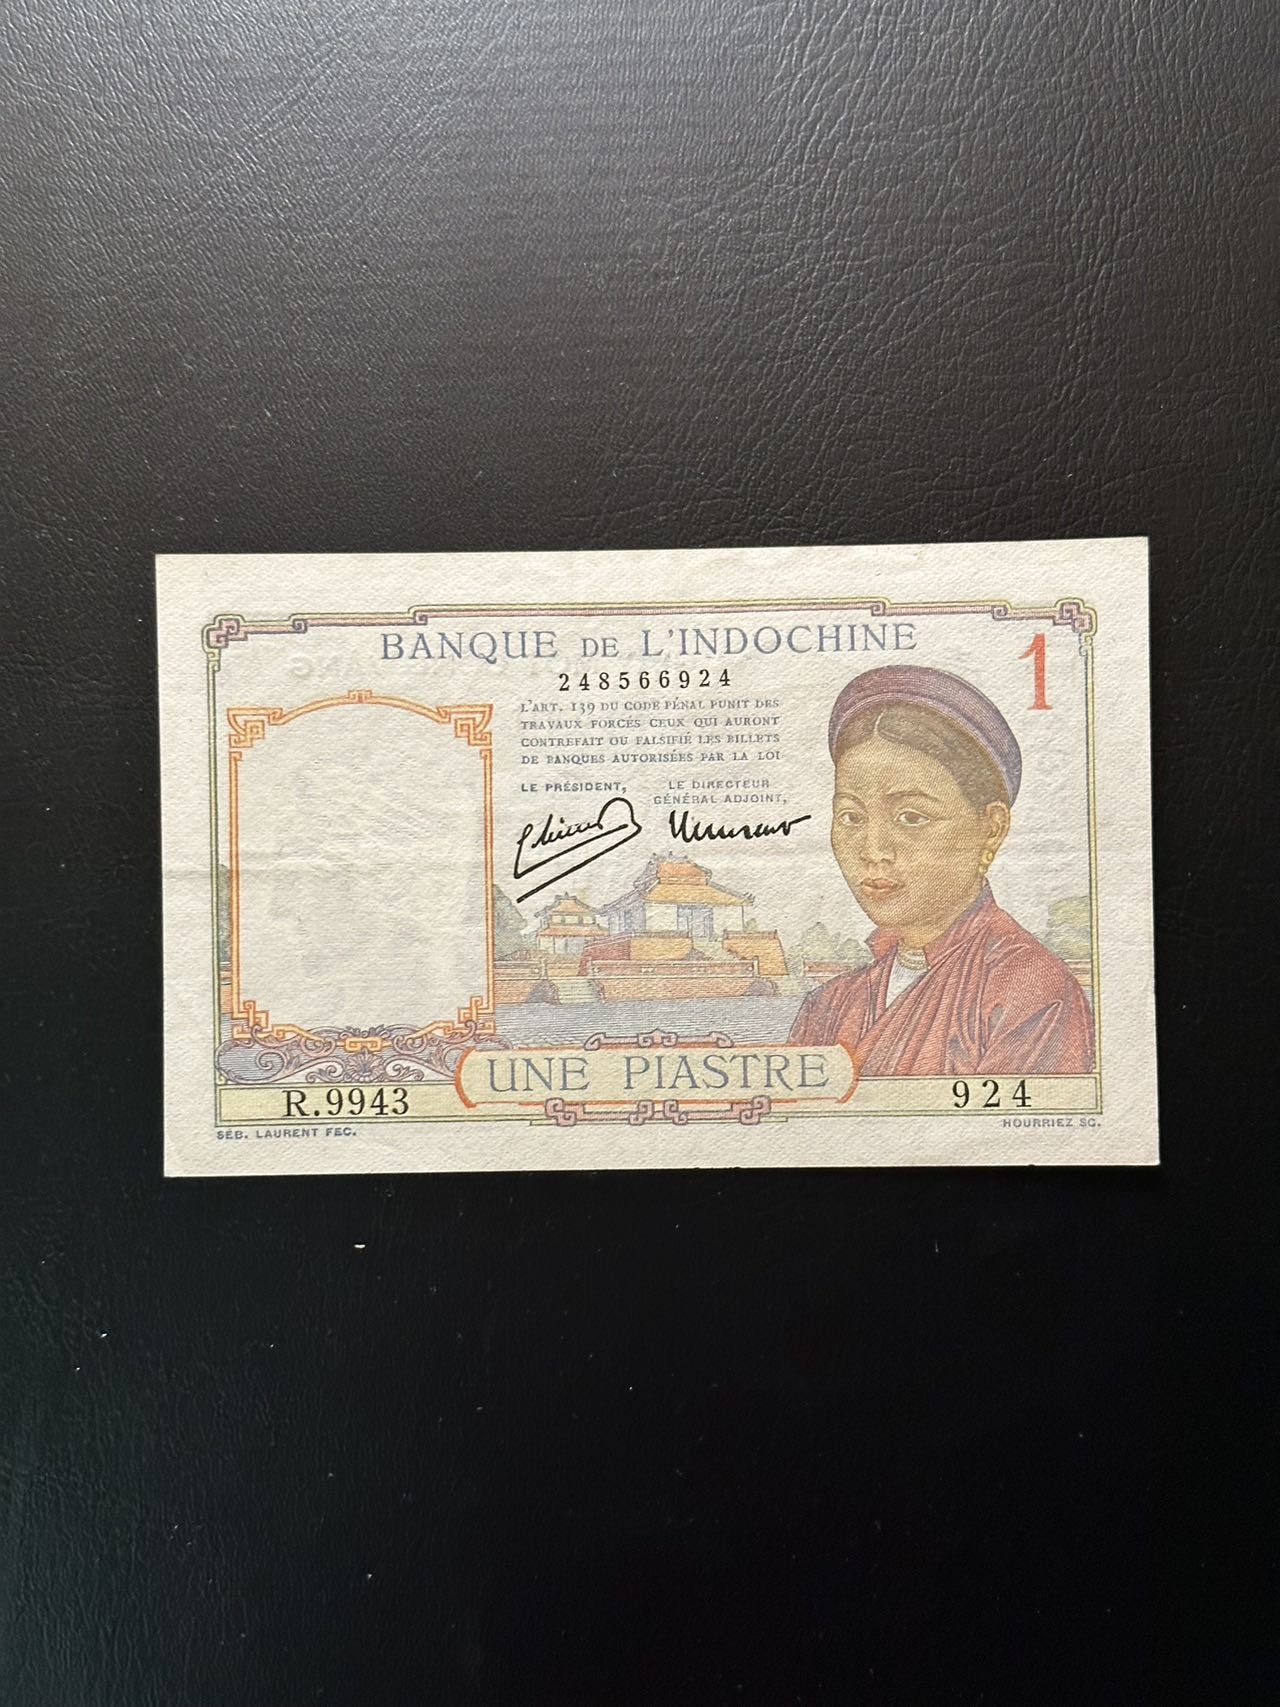 BANQUE DE L'INDOCHINE
1
248566924
L'ART. 139 DU CODE PÉNAL PUNIT DES
TRAVAUX FORCÉS CEUX QUI AURONT
CONTREFAIT OU FALSIFIÉ LES BILLETS
DE BANQUES AUTORISÉES PAR LA LOI
LE PRÉSIDENT,
LE DIRECTEUR
GÉNÉRAL ADJOINT,
UNE PIASTRE
R.9943
924
SÉB. LAURENT FEC.
HOURRIEZ SC.